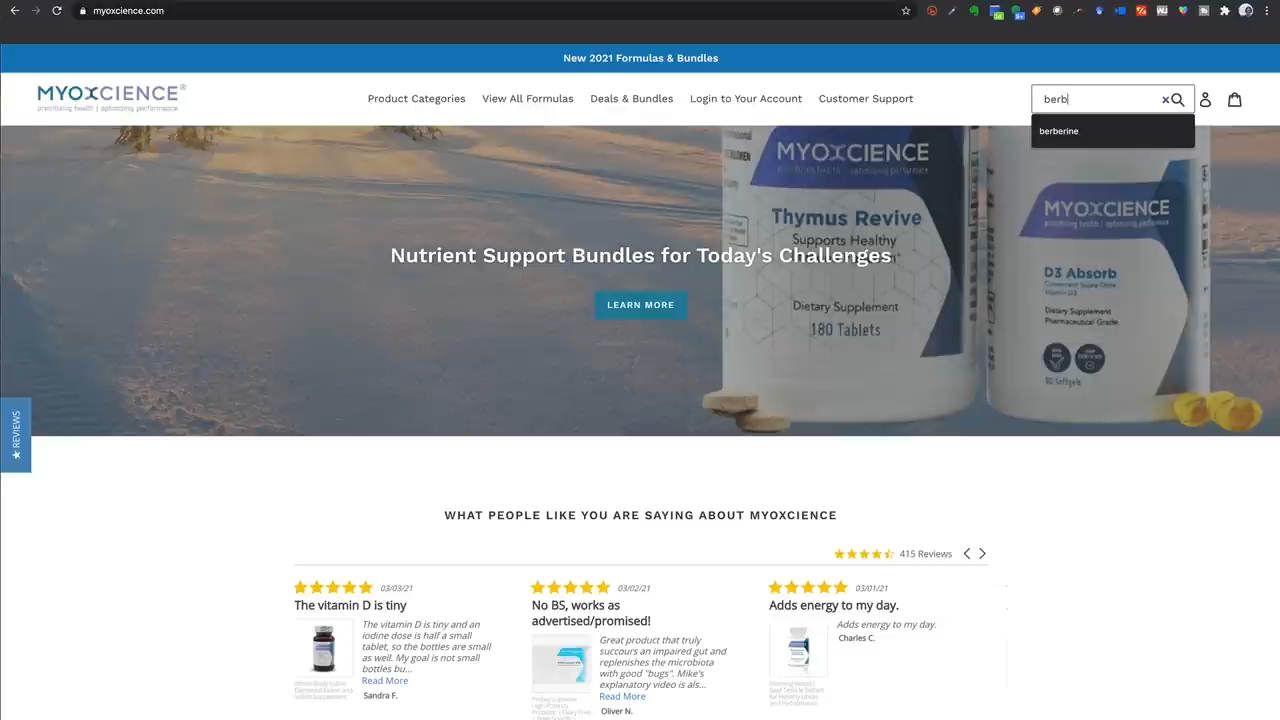 myoxcience.com
New 2021 Formulas & Bundles
MYOXCIENCE®
prioritizing health | optimizing performance
Product Categories
View All Formulas
Deals & Bundles
Login to Your Account
Customer Support
berb
berberine
MYOXCIENCE
Thymus Revive
Supports Healthy
Dietary Supplement
180 Tablets
MYOXCIENCE
prioritizing health | optimizing performance
D3 Absorb
Vitamin D3
Dietary Supplement
Pharmaceutical Grade
90 Softgels
Nutrient Support Bundles for Today's Challenges
LEARN MORE
★ REVIEWS
WHAT PEOPLE LIKE YOU ARE SAYING ABOUT MYOXCIENCE
415 Reviews
03/03/21
The vitamin D is tiny
The vitamin D is tiny and an
iodine dose is half a small
tablet, so the bottles are small
as well. My goal is not small
bottles bu...
Read More
Sandra F.
03/02/21
No BS, works as
advertised/promised!
Great product that truly
succours an impaired gut and
replenishes the microbiota
with good "bugs". Mike's
explanatory video is als...
Read More
Oliver N.
03/01/21
Adds energy to my day.
Adds energy to my day.
Charles C.